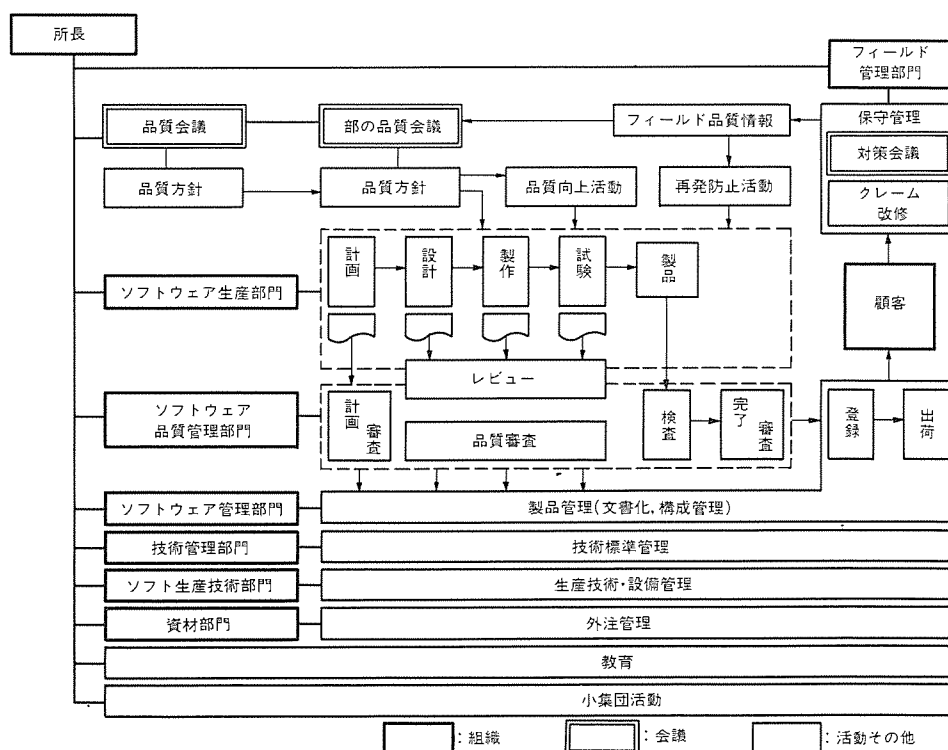 所長
フィールド
管理部門
品質会議
部の品質会議
フィールド品質情報
保守管理
対策会議
クレーム
改修
品質方針
品質方針
品質向上活動
再発防止活動
ソフトウェア生産部門
計画
設計
製作
試験
製品
顧客
レビュー
ソフトウェア
品質管理部門
計画
審査
品質審査
検査
完了
審査
登録
出荷
ソフトウェア管理部門
製品管理(文書化,構成管理)
技術管理部門
技術標準管理
ソフト生産技術部門
生産技術・設備管理
資材部門
外注管理
教育
小集団活動
:組織
:会議
:活動その他